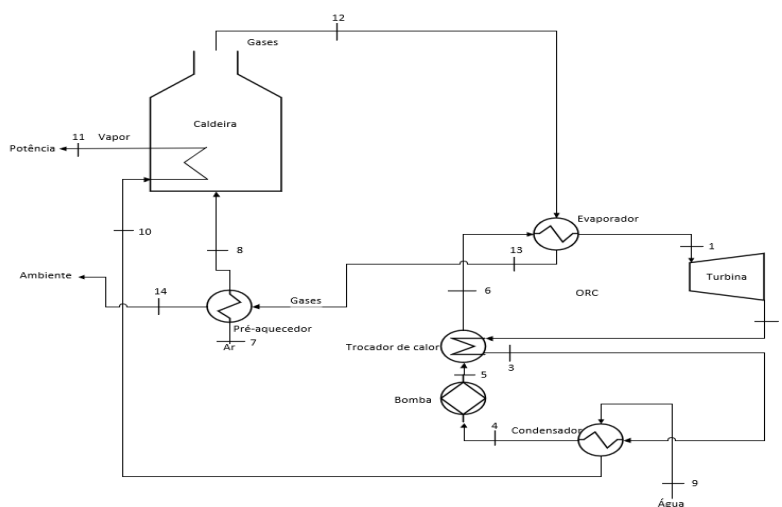 12
Gases
Caldeira
11 Vapor
Potência
10
8
Evaporador
13
1
Turbina
Ambiente
14
Gases
6
ORC
Pré-aquecedor
7
Ar
Trocador de calor
3
5
Bomba
4
Condensador
9
Água